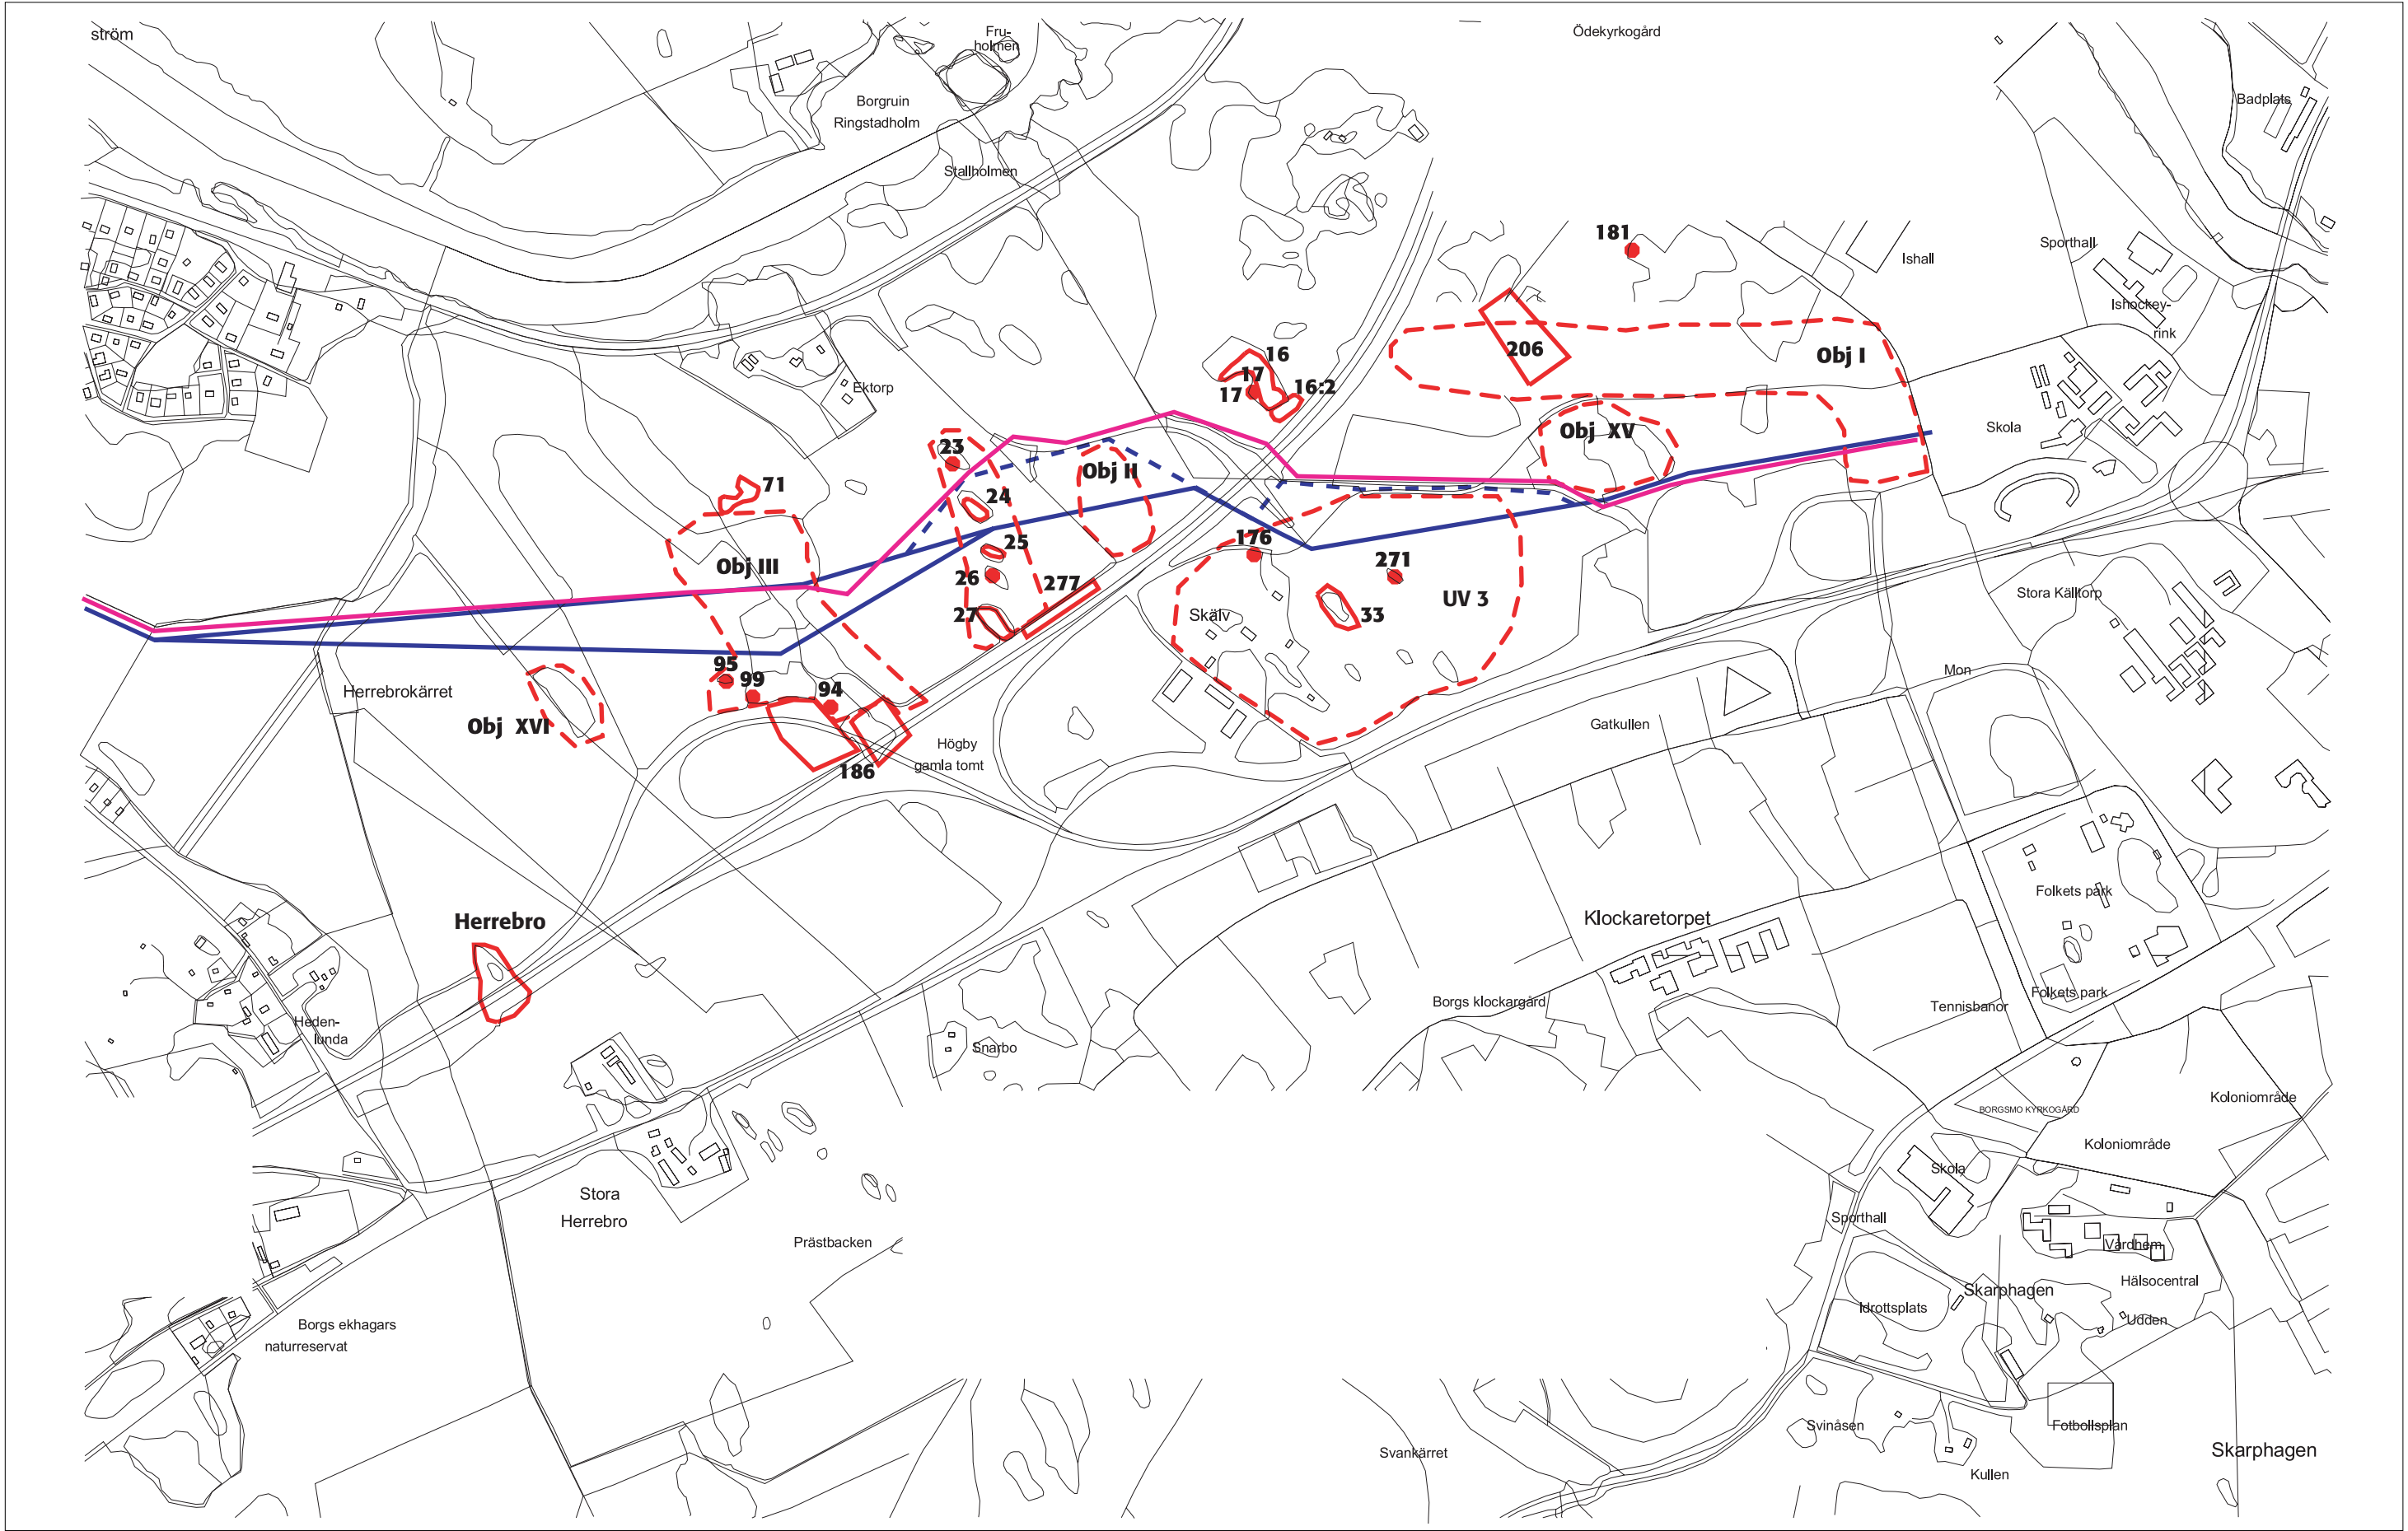 ström
Fru-
holmen
Ödekyrkogård
Borgruin
Ringstadholm
Badplats
Stallholmen
181
Sporthall
Ishall
Ishockey-
rink
206
Obj I
16
17
17
16:2
Ektorp
Skola
23
Obj XV
Obj II
71
24
25
176
Obj III
26
277
271
27
33
UV 3
Skälv
Stora Källtorp
Mon
95
99
94
Herrebrokärret
Obj XVI
Gatkullen
Högby
gamla tomt
186
Folkets park
Herrebro
Klockaretorpet
Folkets park
Borgs klockargård
Tennisbanor
Heden-
lunda
Snarbo
Koloniområde
BORGSMO KYRKOGÅRD
Koloniområde
Skola
Stora
Herrebro
Sporthall
Prästbacken
Vårdhem
Hälsocentral
Skarphagen
Idrottsplats
Udden
Borgs ekhagars
naturreservat
Svinåsen
Fotbollsplan
Svankärret
Skarphagen
Kullen